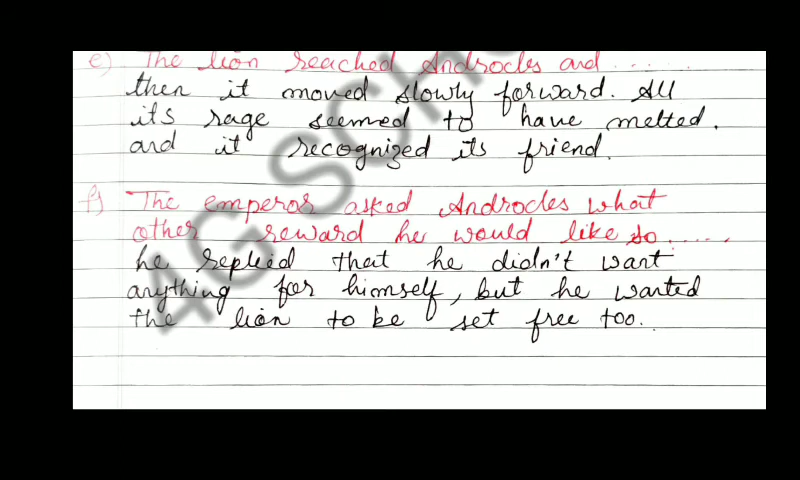 e) The lion reached Androcles and ......
then it moved slowly forward. All
its rage seemed to have melted.
and it recognized its friend.
f) The emperor asked Androcles what
other reward he would like so .....
he replied that he didn't want
anything for himself, but he wanted
the lion to be set free too.